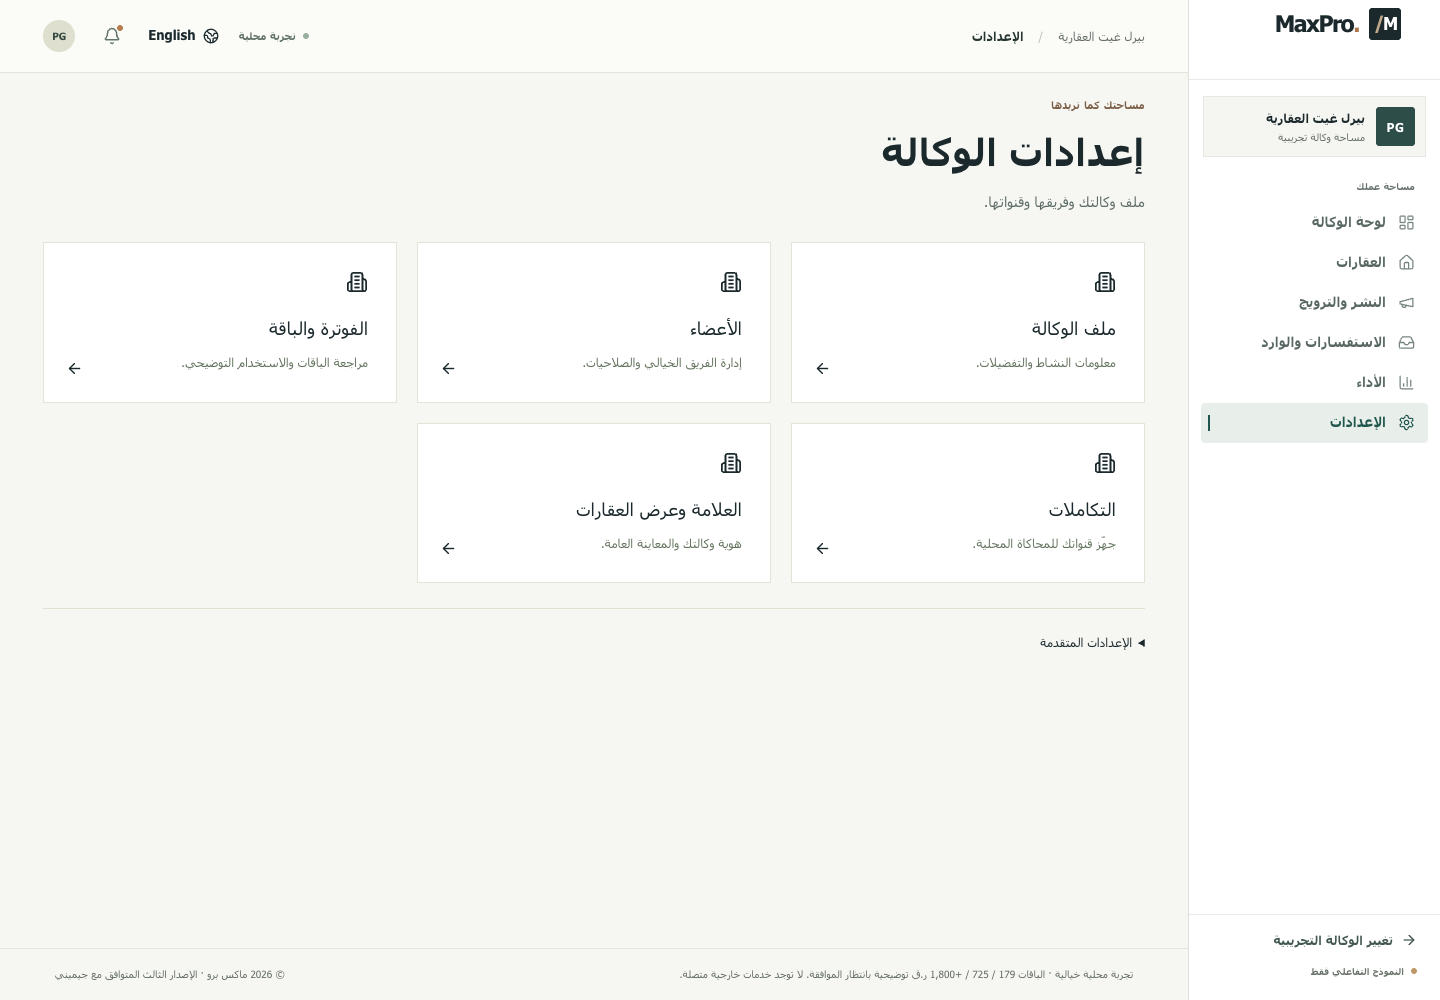 MaxPro.
/M
بيرل غيت العقارية
مساحة وكالة تجريبية
PG
مساحة عملك
لوحة الوكالة
العقارات
النشر والترويج
الاستفسارات والوارد
الأداء
الإعدادات
تغيير الوكالة التجريبية
النموذج التفاعلي فقط
بيرل غيت العقارية / الإعدادات
تجربة محلية
English
PG
مساحتك كما تريدها
إعدادات الوكالة
ملف وكالتك وفريقها وقنواتها.
ملف الوكالة
معلومات النشاط والتفضيلات.
الأعضاء
إدارة الفريق الخيالي والصلاحيات.
الفوترة والباقة
مراجعة الباقات والاستخدام التوضيحي.
التكاملات
جهّز قنواتك للمحاكاة المحلية.
العلامة وعرض العقارات
هوية وكالتك والمعاينة العامة.
الإعدادات المتقدمة
تجربة محلية خيالية · الباقات 179 / 725 / +1,800 ر.ق توضيحية بانتظار الموافقة. لا توجد خدمات خارجية متصلة.
© 2026 ماكس برو · الإصدار الثالث المتوافق مع جيميني